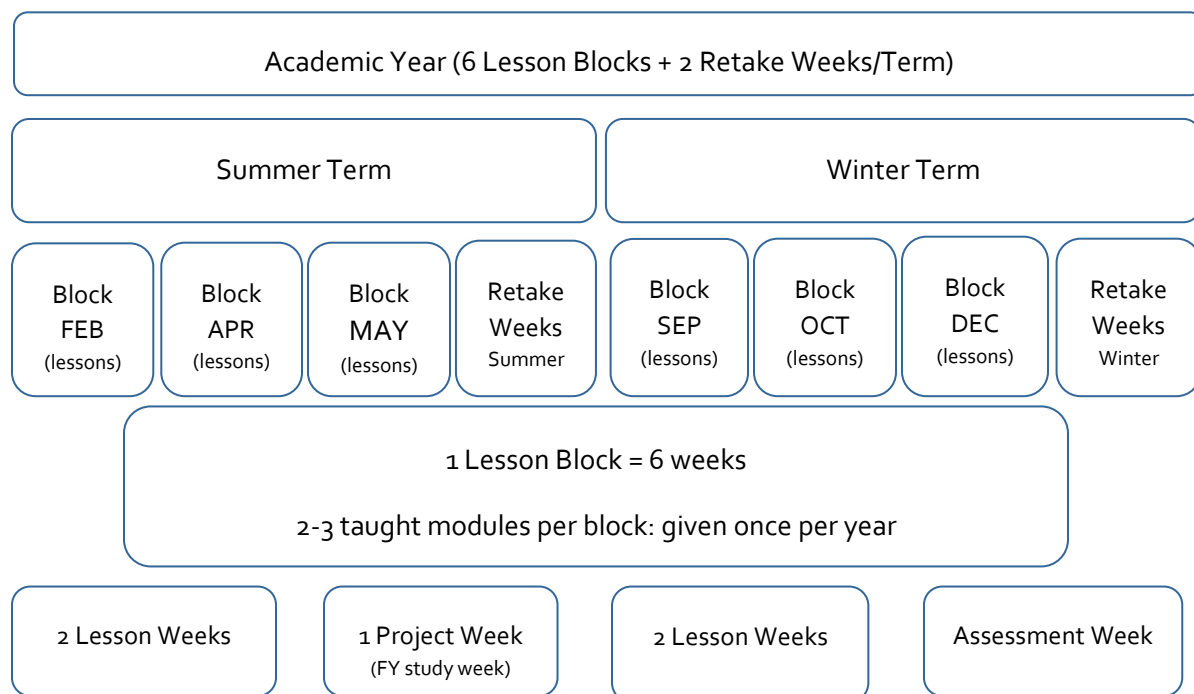 Academic Year (6 Lesson Blocks + 2 Retake Weeks/Term)
Summer Term
Winter Term
Block
FEB
(lessons)
Block
APR
(lessons)
Block
MAY
(lessons)
Retake
Weeks
Summer
Block
SEP
(lessons)
Block
OCT
(lessons)
Block
DEC
(lessons)
Retake
Weeks
Winter
1 Lesson Block = 6 weeks
2-3 taught modules per block: given once per year
2 Lesson Weeks
1 Project Week
(FY study week)
2 Lesson Weeks
Assessment Week